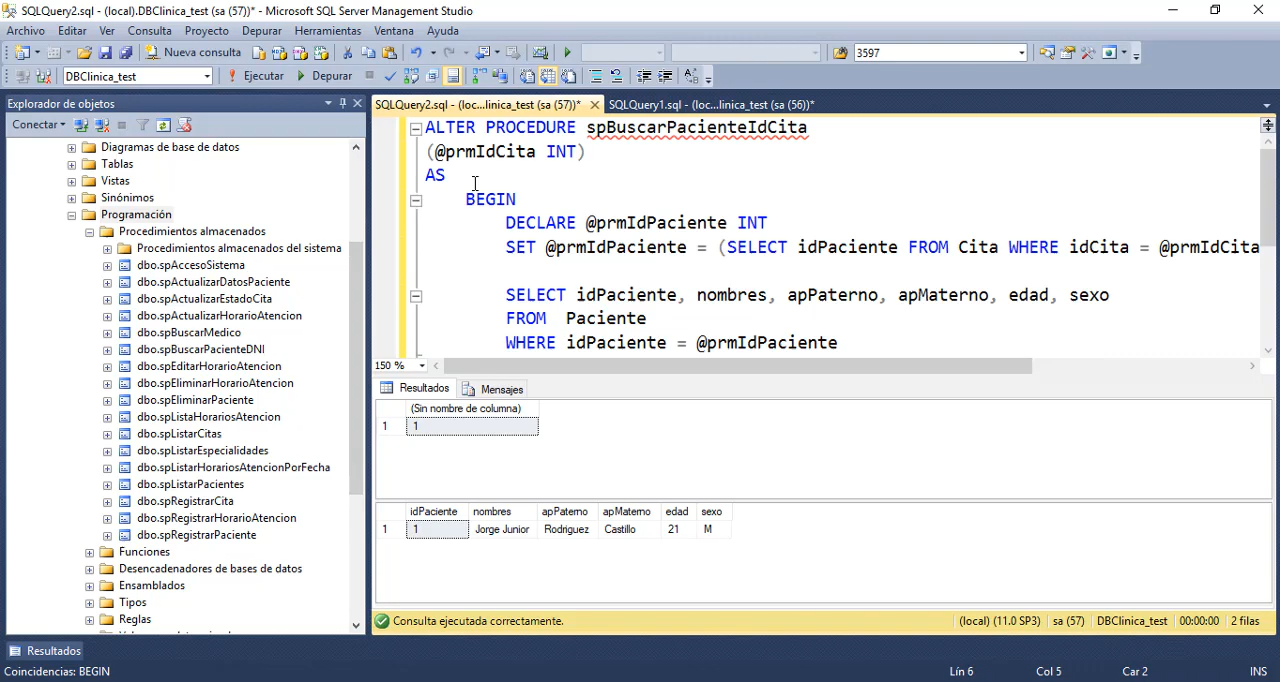 SQLQuery2.sql - (local).DBClinica_test (sa (57))* - Microsoft SQL Server Management Studio
Archivo Editar Ver Consulta Proyecto Depurar Herramientas Ventana Ayuda
Nueva consulta 3597
DBClinica_test Ejecutar Depurar
Explorador de objetos
Conectar
Diagramas de base de datos
Tablas
Vistas
Sinónimos
Programación
Procedimientos almacenados
Procedimientos almacenados del sistema
dbo.spAccesoSistema
dbo.spActualizarDatosPaciente
dbo.spActualizarEstadoCita
dbo.spActualizarHorarioAtencion
dbo.spBuscarMedico
dbo.spBuscarPacienteDNI
dbo.spEditarHorarioAtencion
dbo.spEliminarHorarioAtencion
dbo.spEliminarPaciente
dbo.spListaHorariosAtencion
dbo.spListarCitas
dbo.spListarEspecialidades
dbo.spListarHorariosAtencionPorFecha
dbo.spListarPacientes
dbo.spRegistrarCita
dbo.spRegistrarHorarioAtencion
dbo.spRegistrarPaciente
Funciones
Desencadenadores de bases de datos
Ensamblados
Tipos
Reglas
SQLQuery2.sql - (loc...linica_test (sa (57))* SQLQuery1.sql - (loc...linica_test (sa (56))*
ALTER PROCEDURE spBuscarPacienteIdCita
(@prmIdCita INT)
AS
BEGIN
DECLARE @prmIdPaciente INT
SET @prmIdPaciente = (SELECT idPaciente FROM Cita WHERE idCita = @prmIdCita
SELECT idPaciente, nombres, apPaterno, apMaterno, edad, sexo
FROM Paciente
WHERE idPaciente = @prmIdPaciente
150 %
Resultados Mensajes
(Sin nombre de columna)
1 1
idPaciente nombres apPaterno apMaterno edad sexo
1 1 Jorge Junior Rodriguez Castillo 21 M
Consulta ejecutada correctamente. (local) (11.0 SP3) sa (57) DBClinica_test 00:00:00 2 filas
Resultados
Coincidencias: BEGIN Lín 6 Col 5 Car 2 INS